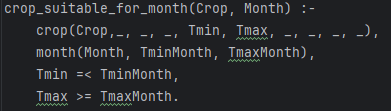 crop_suitable_for_month(Crop, Month) :-
    crop(Crop,_, _, _, Tmin, Tmax, _, _, _, _),
    month(Month, TminMonth, TmaxMonth),
    Tmin =< TminMonth,
    Tmax >= TmaxMonth.